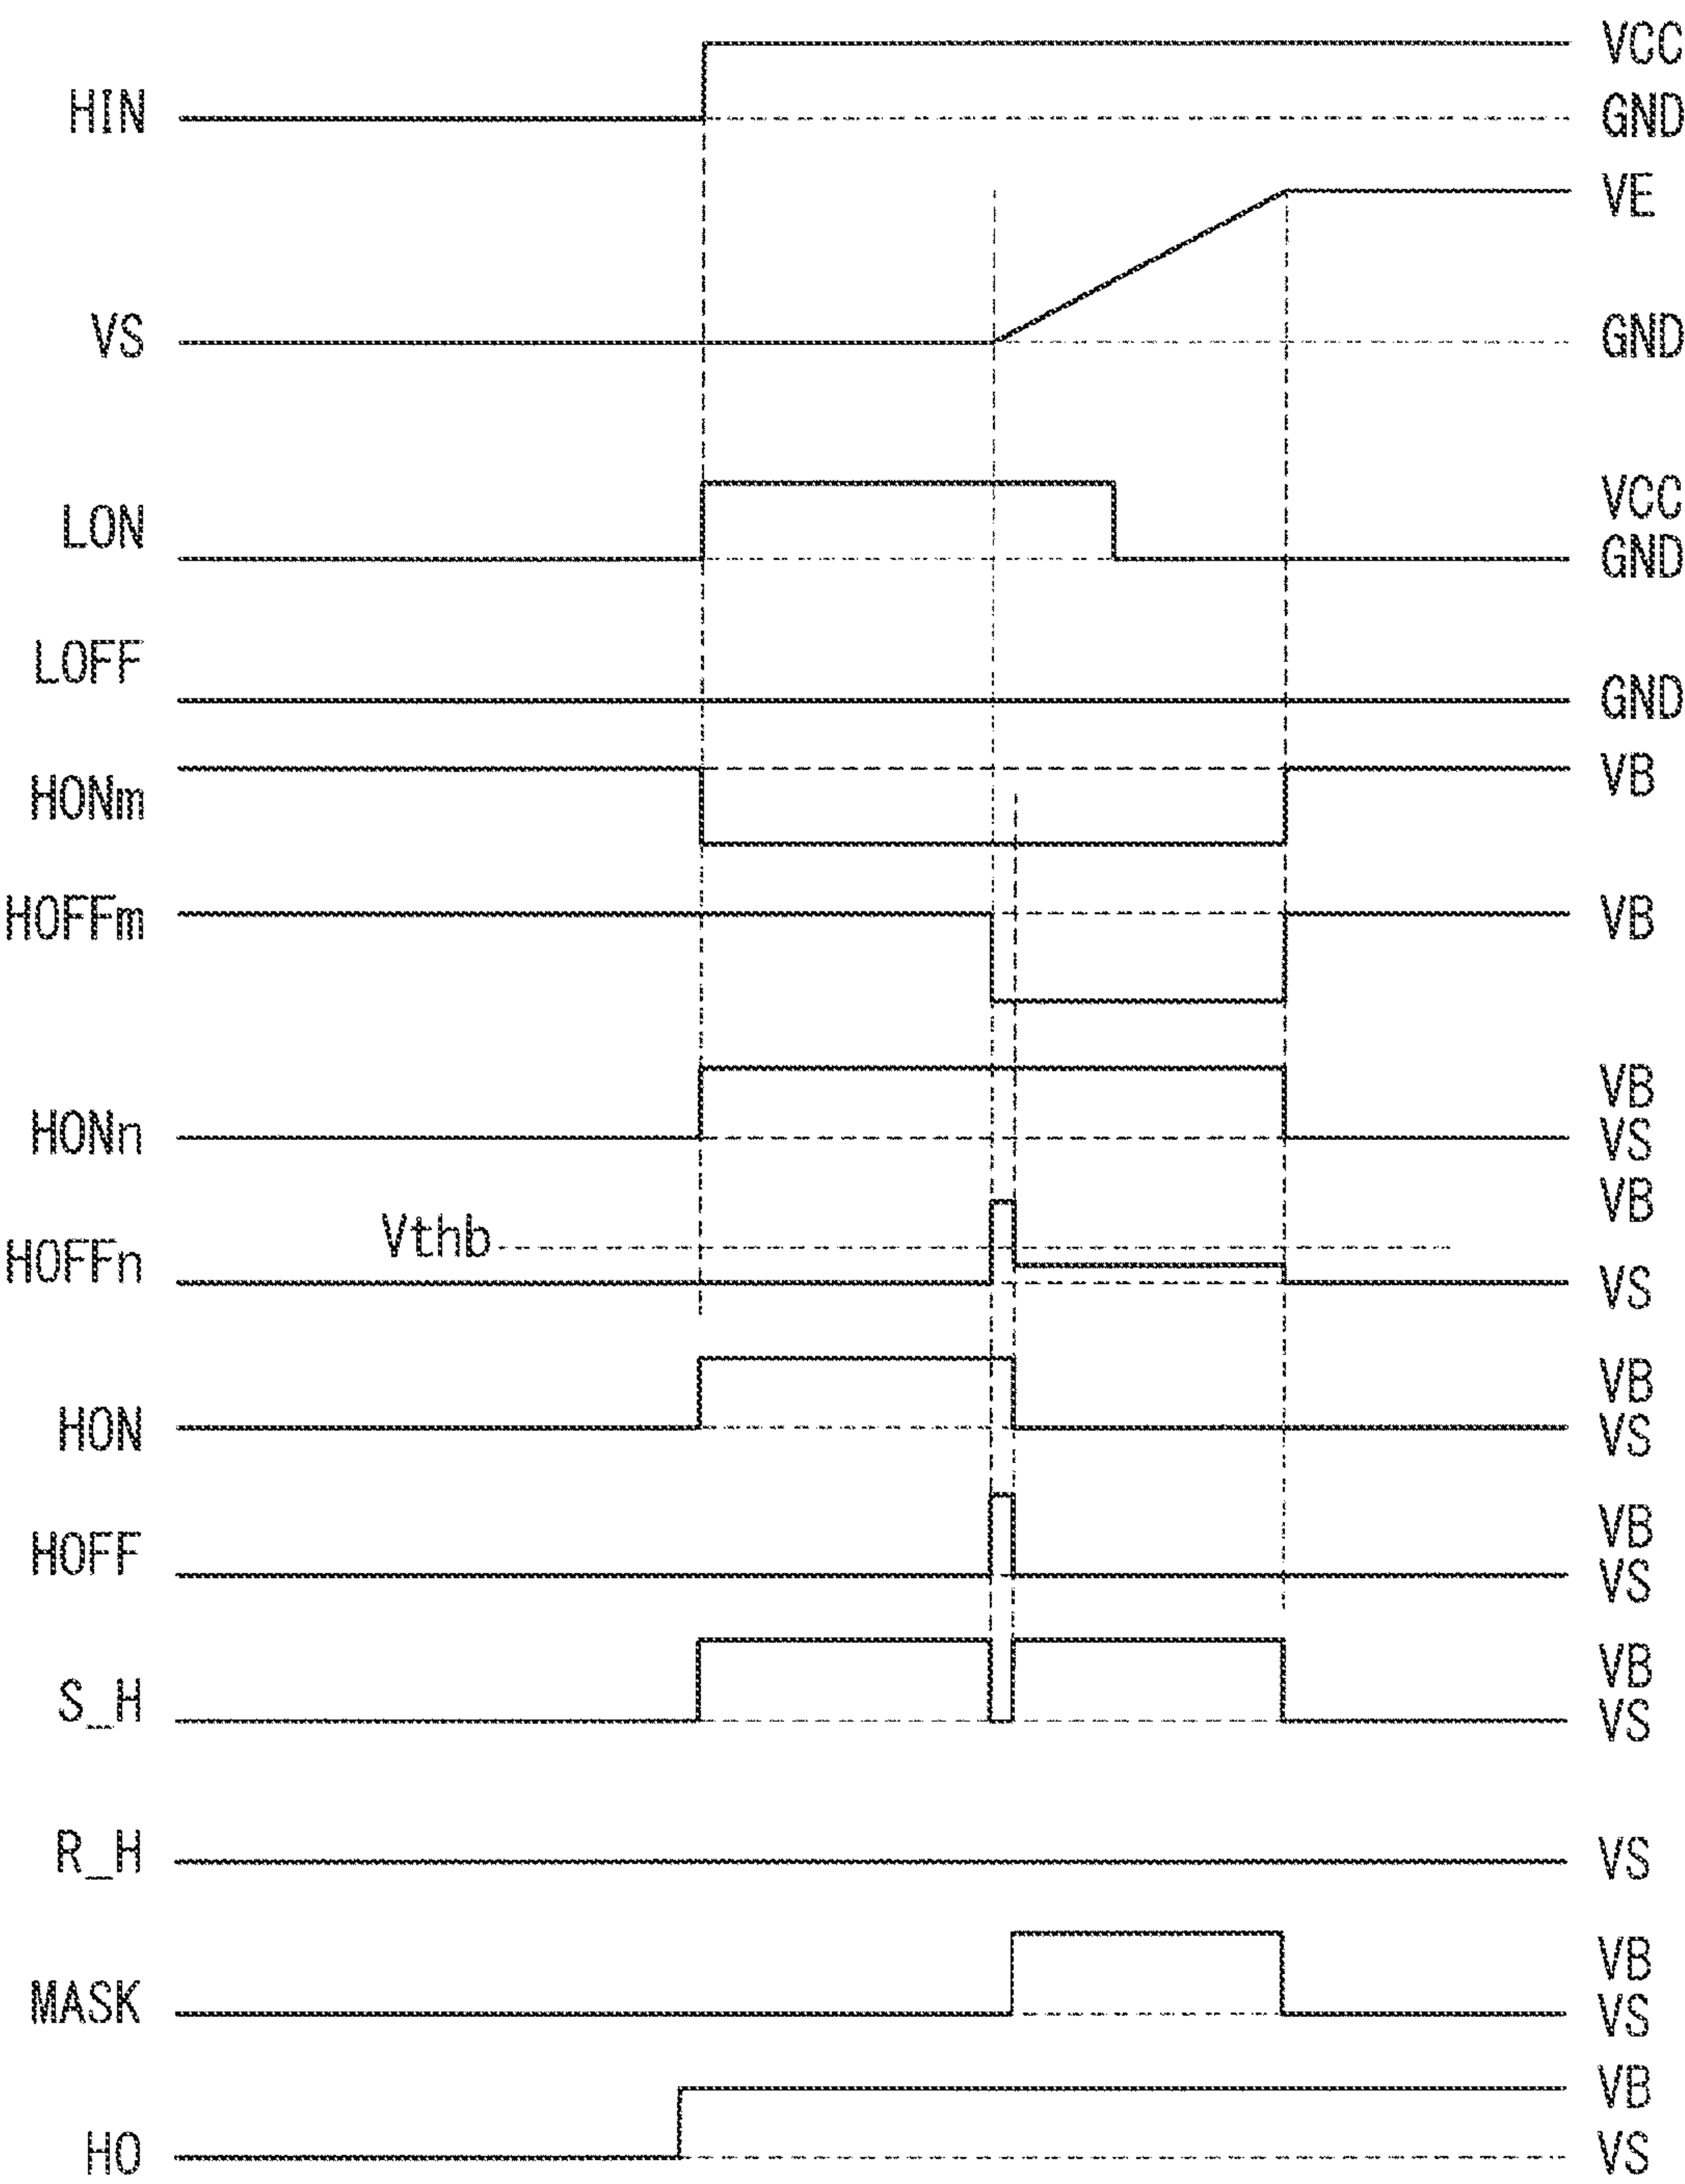 VCC
HIN GND
VE
VS GND
VCC
LON
GND
LOFF
GND
VB
HONm
HOFFm VB
VB
HONn VS
VB
Vthb
HOFFn VS
VB
HON VS
VB
HOFF VS
VB
S_H VS
R_H VS
VB
MASK VS
VB
HO VS